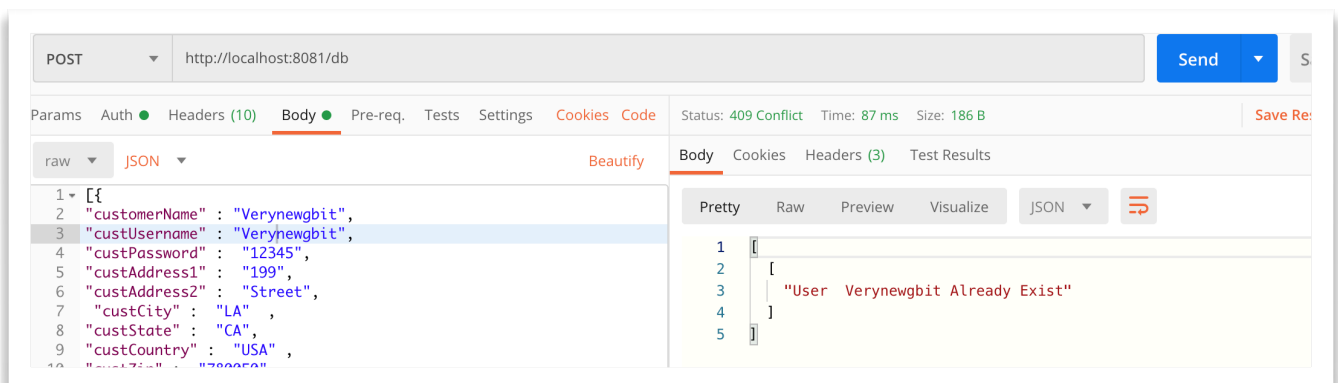 POST http://localhost:8081/db Send
Params Auth Headers (10) Body Pre-req. Tests Settings Cookies Code
Status: 409 Conflict Time: 87 ms Size: 186 B Save
raw JSON Beautify
Body Cookies Headers (3) Test Results
Pretty Raw Preview Visualize JSON
1 [{
2 "customerName" : "Verynewgbit",
3 "custUsername" : "Verynewgbit",
4 "custPassword" : "12345",
5 "custAddress1" : "199",
6 "custAddress2" : "Street",
7 "custCity" : "LA" ,
8 "custState" : "CA",
9 "custCountry" : "USA" ,
1 [
2 [
3 "User Verynewgbit Already Exist"
4 ]
5 ]